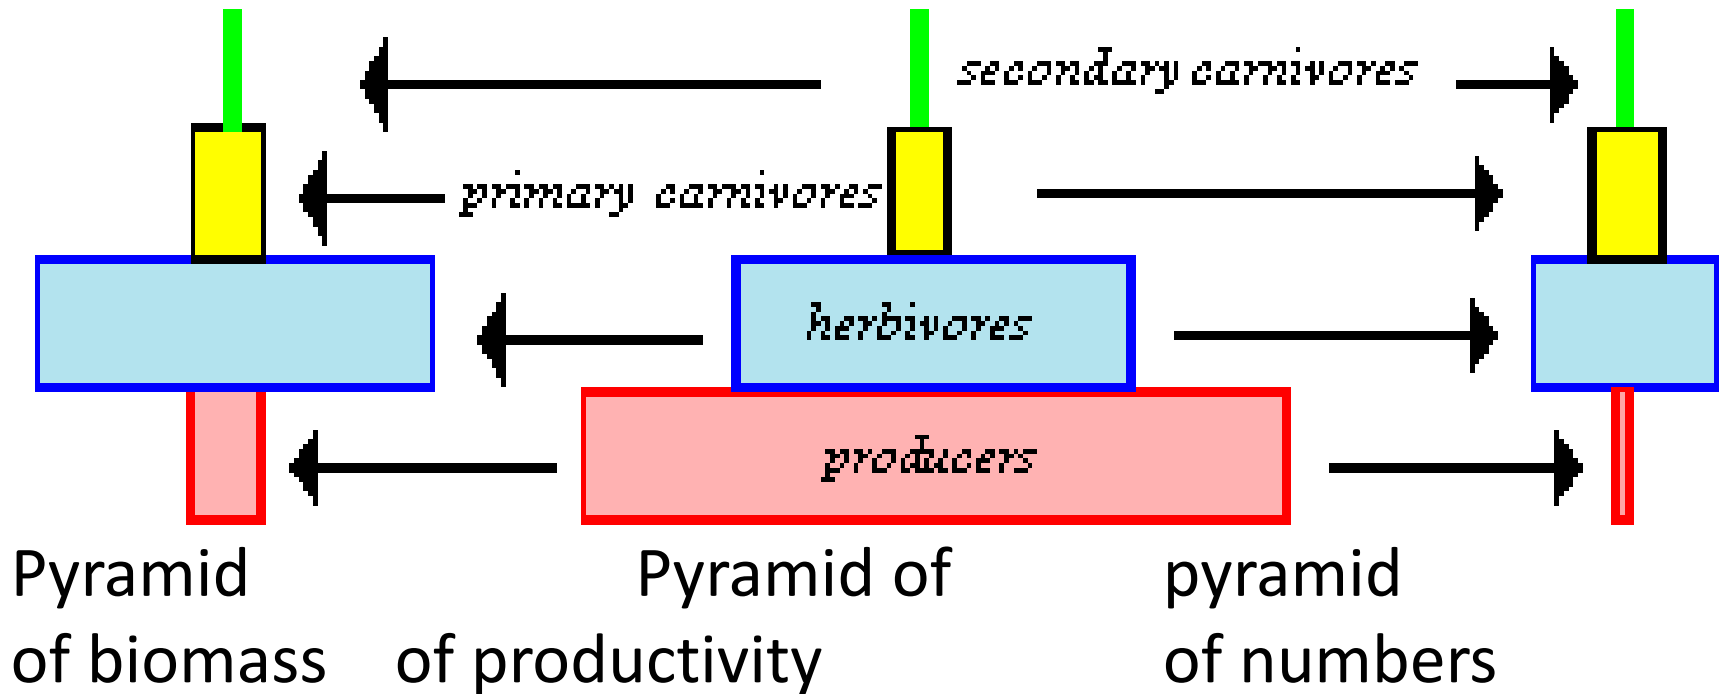 secondary carnivores
primary carnivores
herbivores
producers
Pyramid Pyramid of pyramid
of biomass of productivity of numbers